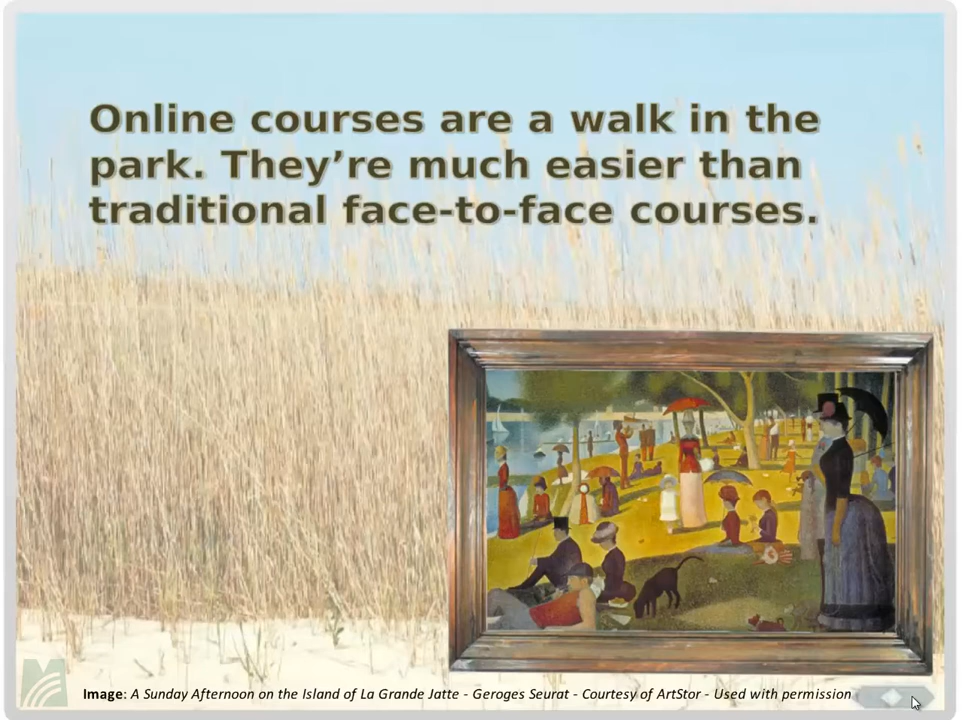 Online courses are a walk in the
park. They’re much easier than
traditional face-to-face courses.
Image: A Sunday Afternoon on the Island of La Grande Jatte - Geroges Seurat - Courtesy of ArtStor - Used with permission